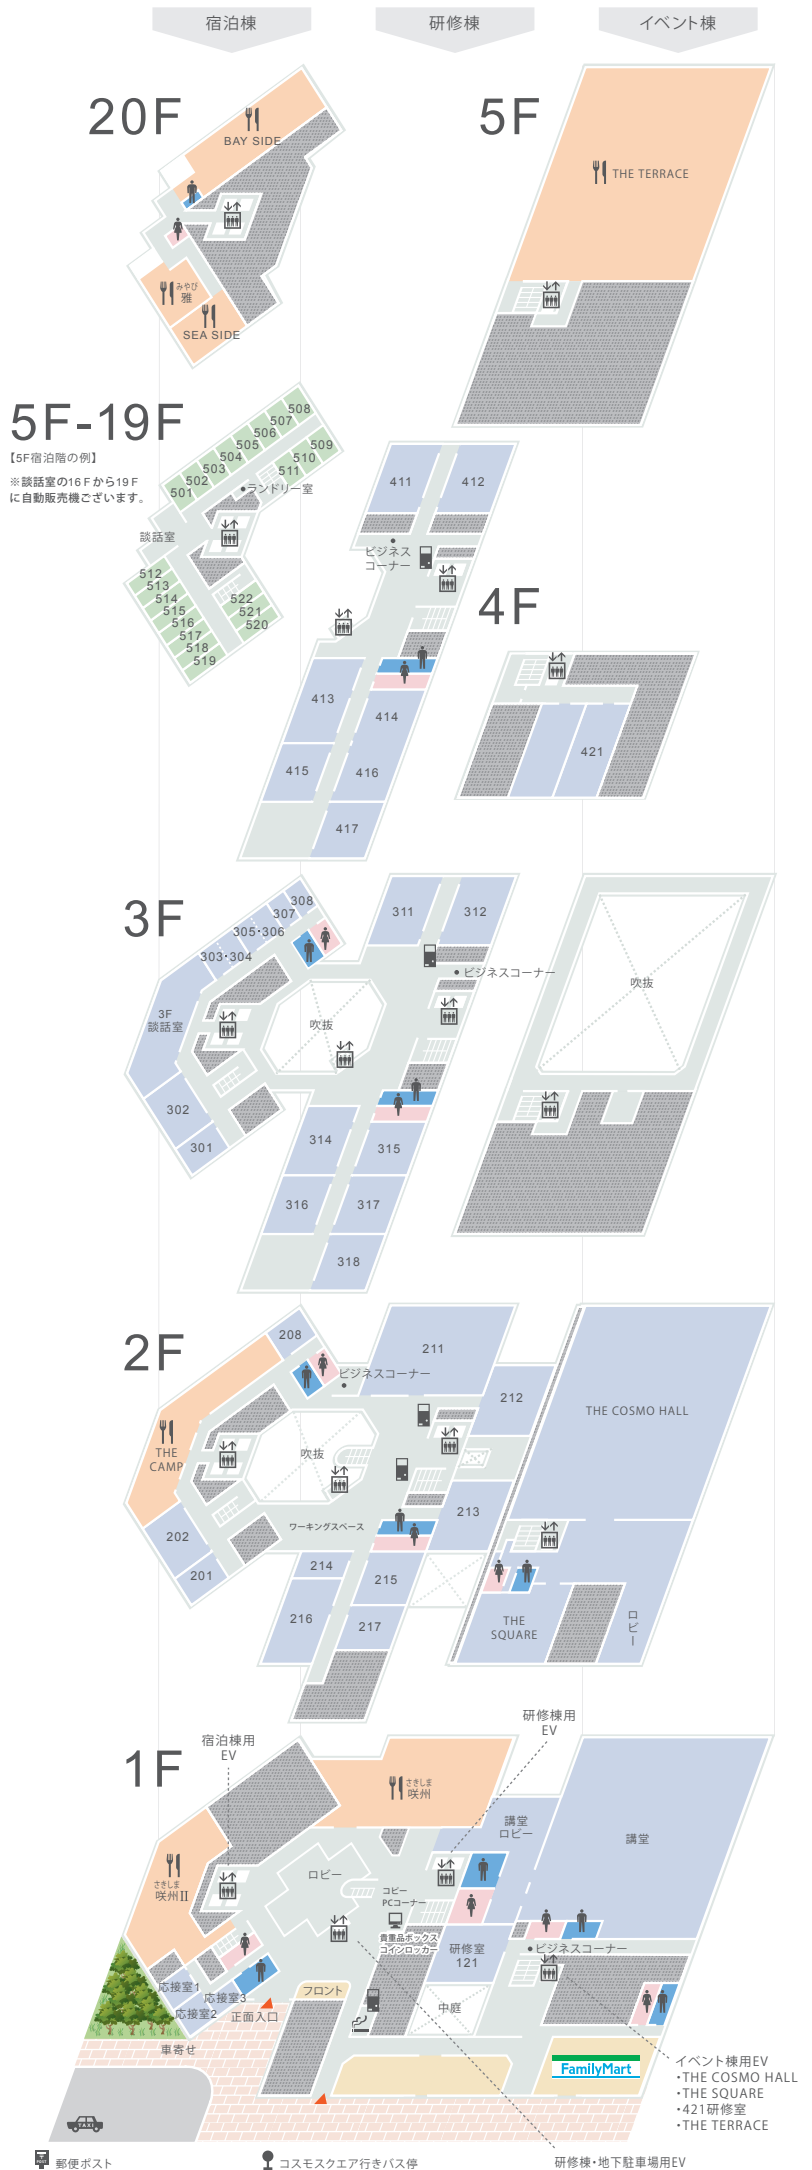 宿泊棟
研修棟
イベント棟
20F
BAY SIDE
みやび
雅
SEA SIDE
5F
THE TERRACE
5F-19F
【5F宿泊階の例】
※談話室の16Fから19F
に自動販売機ございます。
508
507
506
505
504
503
502
501
509
510
511
ランドリー室
談話室
512
513
514
515
516
517
518
519
522
521
520
411
412
ビジネス
コーナー
413
414
415
416
417
4F
421
3F
308
307
305・306
303・304
3F
談話室
302
301
吹抜
311
312
ビジネスコーナー
314
315
316
317
318
吹抜
2F
208
ビジネスコーナー
THE
CAMP
吹抜
202
201
ワーキングスペース
211
212
213
214
215
216
217
THE COSMO HALL
THE
SQUARE
ロビー
1F
宿泊棟用
EV
研修棟用
EV
さきしま
咲州
講堂
ロビー
講堂
さきしま
咲州Ⅱ
ロビー
コピー
PCコーナー
貴重品ボックス
コインロッカー
研修室
121
ビジネスコーナー
応接室1
応接室2
応接室3
正面入口
フロント
中庭
車寄せ
FamilyMart
イベント棟用EV
・THE COSMO HALL
・THE SQUARE
・421研修室
・THE TERRACE
TAXI
POST
郵便ポスト
コスモスクエア行きバス停
研修棟・地下駐車場用EV